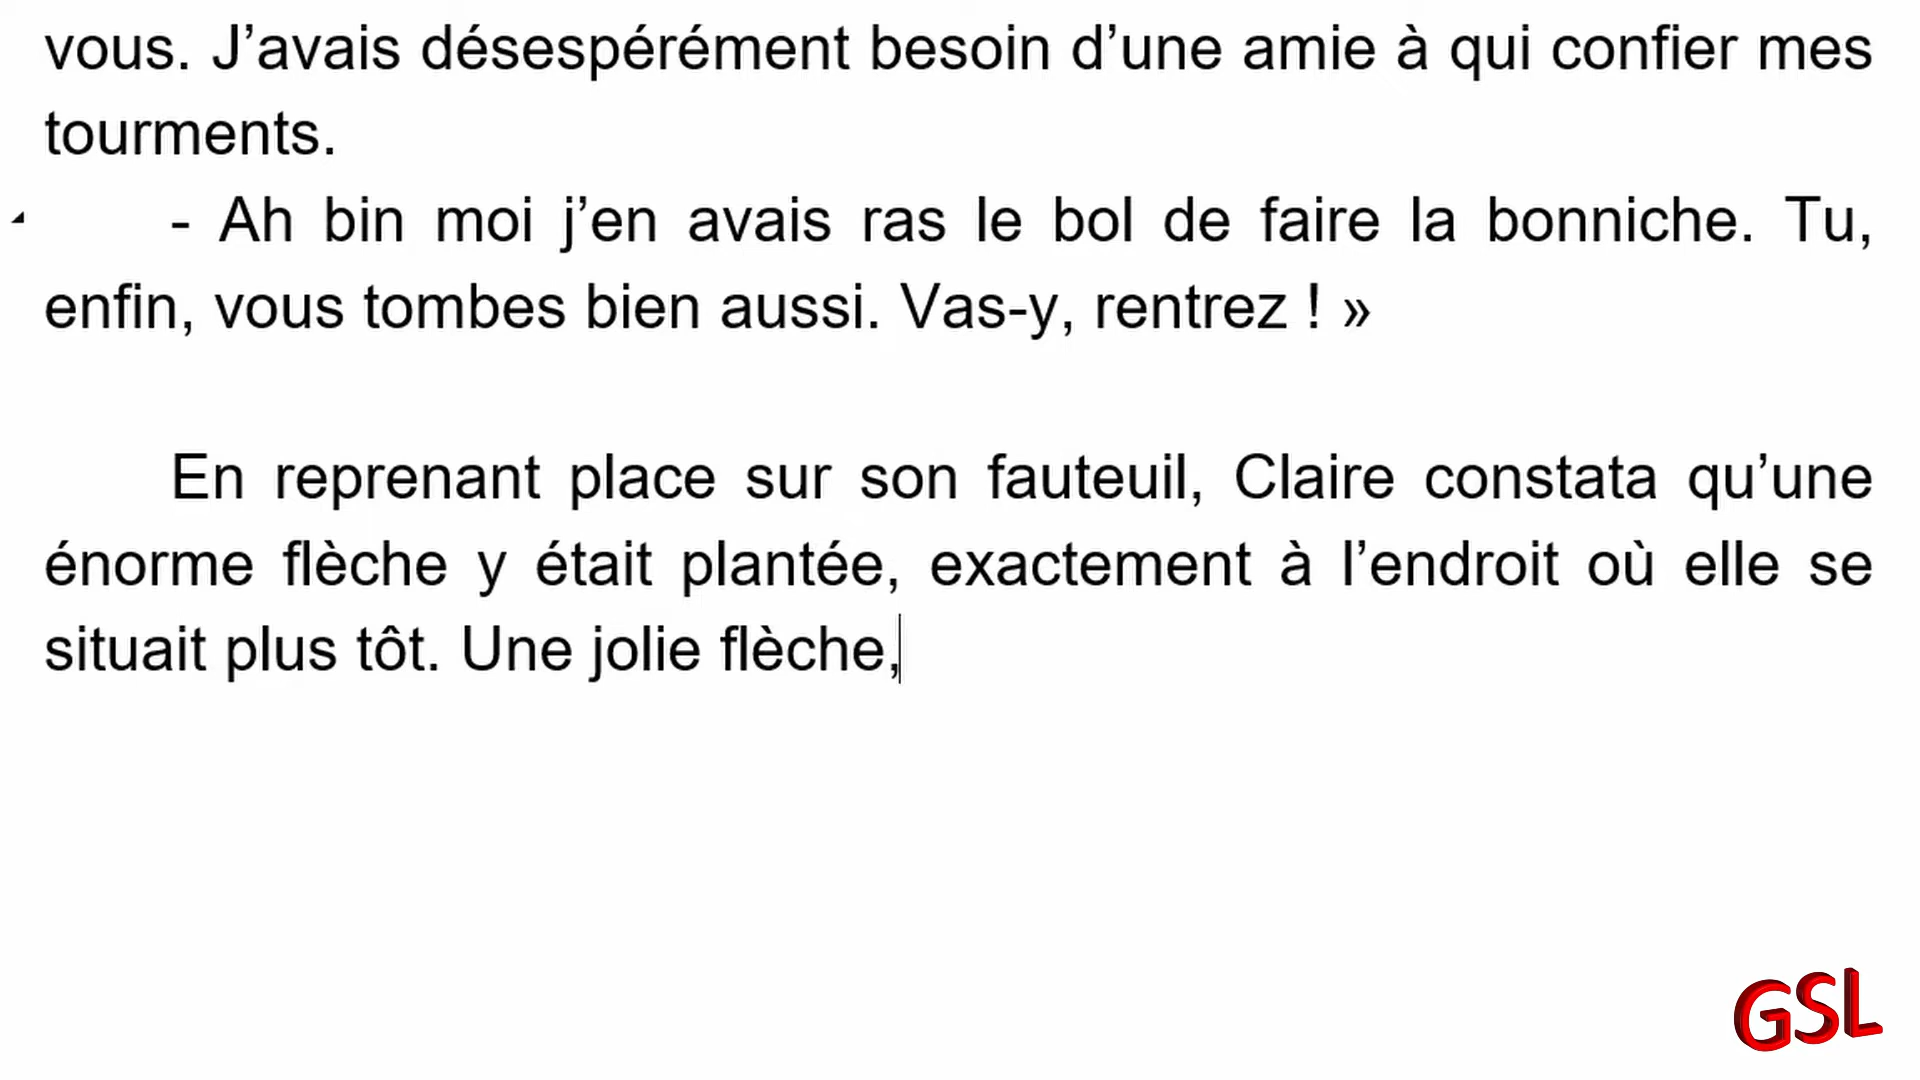 vous. J’avais désespérément besoin d’une amie à qui confier mes
tourments.
- Ah bin moi j’en avais ras le bol de faire la bonniche. Tu,
enfin, vous tombes bien aussi. Vas-y, rentrez ! »
En reprenant place sur son fauteuil, Claire constata qu’une
énorme flèche y était plantée, exactement à l’endroit où elle se
situait plus tôt. Une jolie flèche,
GSL